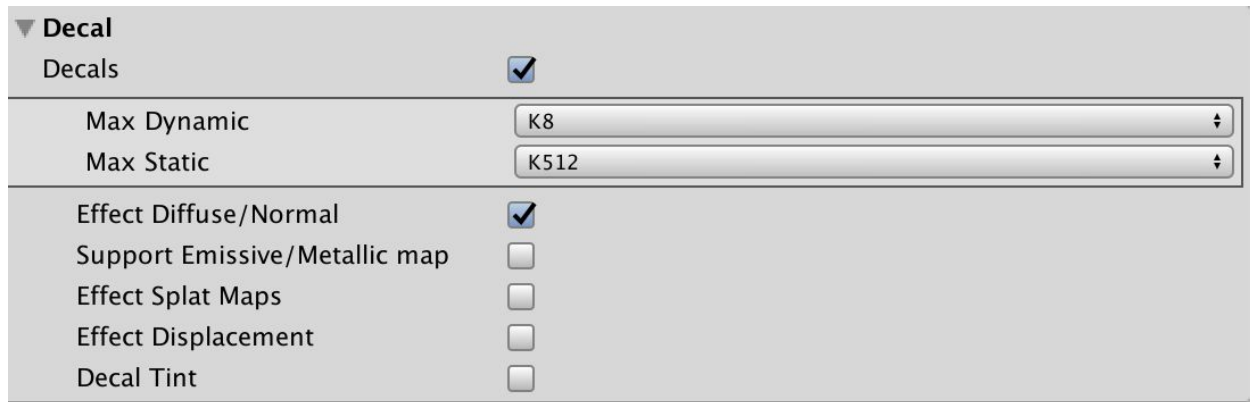 Decal
Decals
Max Dynamic K8
Max Static K512
Effect Diffuse/Normal
Support Emissive/Metallic map
Effect Splat Maps
Effect Displacement
Decal Tint